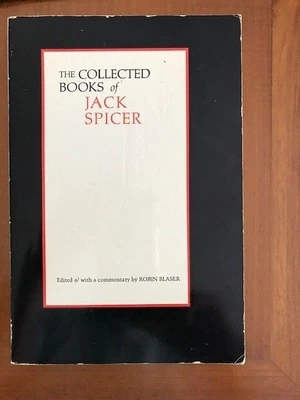 THE COLLECTED
BOOKS of
JACK
SPICER
Edited & with a commentary by ROBIN BLASER